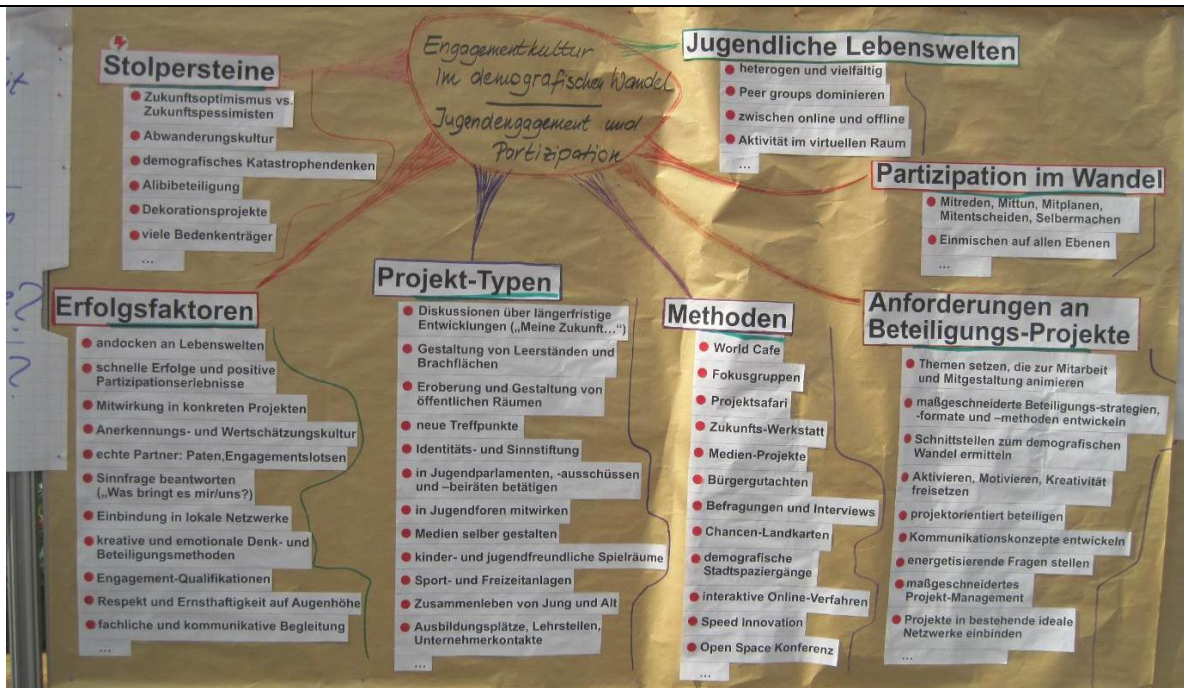 Engagementkultur
im demografischen Wandel
Jugendengagement und
Partizipation
Stolpersteine
Zukunftsoptimismus vs.
Zukunftspessimisten
Abwanderungskultur
demografisches Katastrophendenken
Alibibeteiligung
Dekorationsprojekte
viele Bedenkenträger
...
Jugendliche Lebenswelten
heterogen und vielfältig
Peer groups dominieren
zwischen online und offline
Aktivität im virtuellen Raum
...
Partizipation im Wandel
Mitreden, Mittun, Mitplanen,
Mitentscheiden, Selbermachen
Einmischen auf allen Ebenen
...
Erfolgsfaktoren
andocken an Lebenswelten
schnelle Erfolge und positive
Partizipationserlebnisse
Mitwirkung in konkreten Projekten
Anerkennungs- und Wertschätzungskultur
echte Partner: Paten,Engagementslotsen
Sinnfrage beantworten
(„Was bringt es mir/uns?)
Einbindung in lokale Netzwerke
kreative und emotionale Denk- und
Beteiligungsmethoden
Engagement-Qualifikationen
Respekt und Ernsthaftigkeit auf Augenhöhe
fachliche und kommunikative Begleitung
...
Projekt-Typen
Diskussionen über längerfristige
Entwicklungen („Meine Zukunft...“)
Gestaltung von Leerständen und
Brachflächen
Eroberung und Gestaltung von
öffentlichen Räumen
neue Treffpunkte
Identitäts- und Sinnstiftung
in Jugendparlamenten, -ausschüssen
und –beiräten betätigen
in Jugendforen mitwirken
Medien selber gestalten
kinder- und jugendfreundliche Spielräume
Sport- und Freizeitanlagen
Zusammenleben von Jung und Alt
Ausbildungsplätze, Lehrstellen,
Unternehmerkontakte
...
Methoden
World Cafe
Fokusgruppen
Projektsafari
Zukunfts-Werkstatt
Medien-Projekte
Bürgergutachten
Befragungen und Interviews
Chancen-Landkarten
demografische
Stadtspaziergänge
interaktive Online-Verfahren
Speed Innovation
Open Space Konferenz
...
Anforderungen an
Beteiligungs-Projekte
Themen setzen, die zur Mitarbeit
und Mitgestaltung animieren
maßgeschneiderte Beteiligungs-strategien,
-formate und –methoden entwickeln
Schnittstellen zum demografischen
Wandel ermitteln
Aktivieren, Motivieren, Kreativität
freisetzen
projektorientiert beteiligen
Kommunikationskonzepte entwickeln
energetisierende Fragen stellen
maßgeschneidertes
Projekt-Management
Projekte in bestehende ideale
Netzwerke einbinden
...